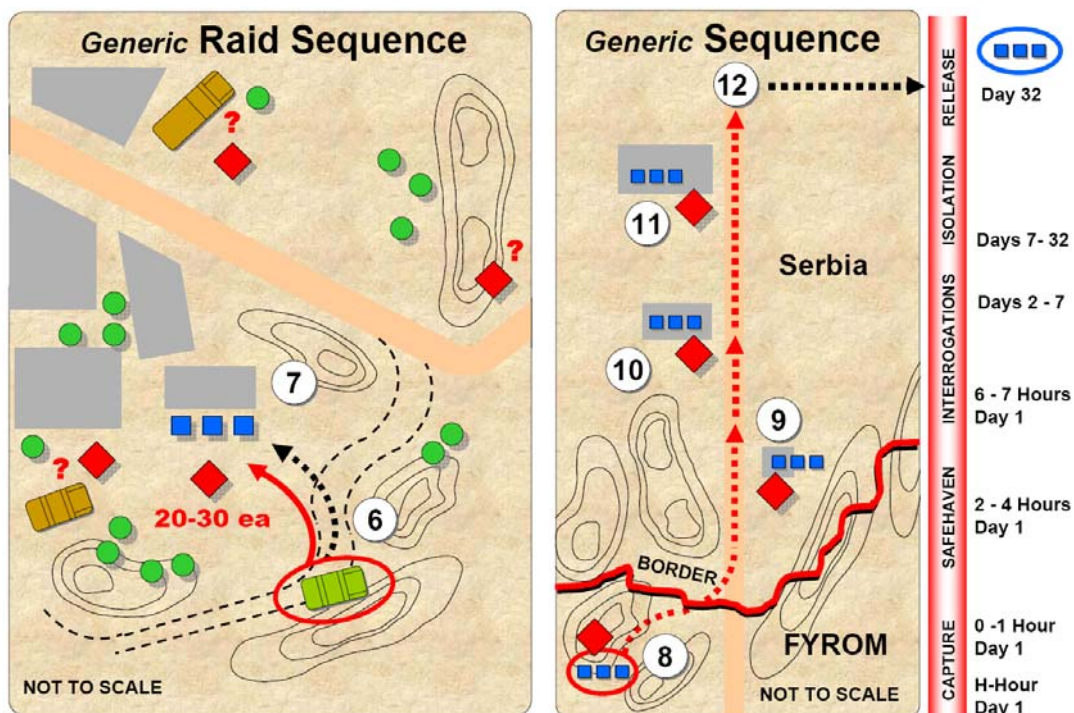 Generic Raid Sequence
?
?
7
?
20-30 ea
6
NOT TO SCALE
Generic Sequence
12
11
Serbia
10
9
BORDER
FYROM
8
NOT TO SCALE
RELEASE
ISOLATION
INTERROGATIONS
SAFEHAVEN
CAPTURE
Day 32
Days 7- 32
Days 2 - 7
6 - 7 Hours
Day 1
2 - 4 Hours
Day 1
0 -1 Hour
Day 1
H-Hour
Day 1